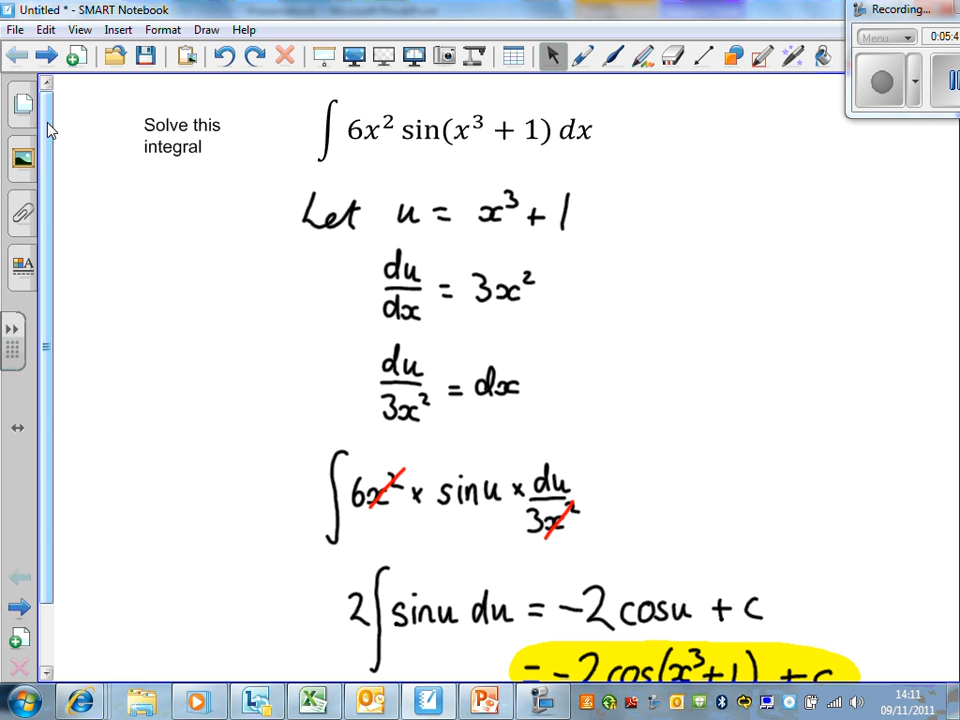 Untitled * - SMART Notebook
Recording...
File Edit View Insert Format Draw Help
Menu
0:05:4
Solve this
integral
∫ 6x² sin(x³ + 1) dx
Let u = x³ + 1
du/dx = 3x²
du/3x² = dx
∫ 6x² × sin u × du/3x²
2∫ sin u du = -2 cos u + c
= -2 cos(x³+1) + c
14:11
09/11/2011